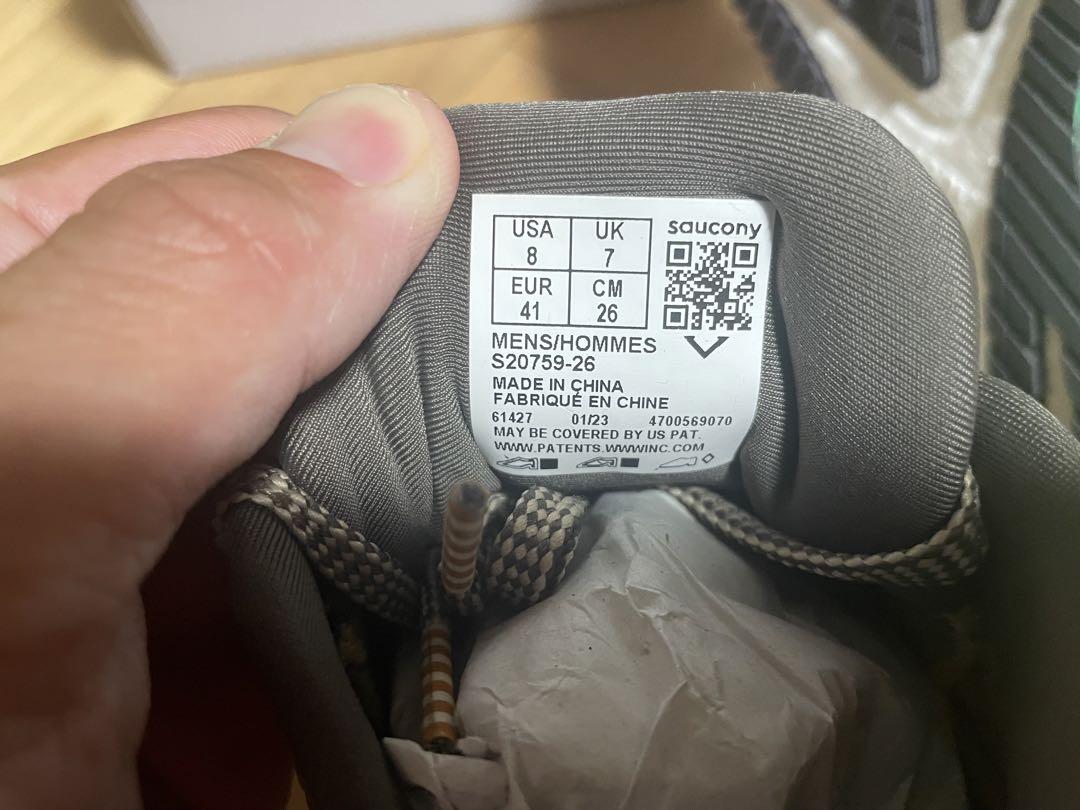 USA UK
8 7
EUR CM
41 26
saucony
MENS/HOMMES
S20759-26
MADE IN CHINA
FABRIQUÉ EN CHINE
61427 01/23 4700569070
MAY BE COVERED BY US PAT.
WWW.PATENTS.WWWINC.COM